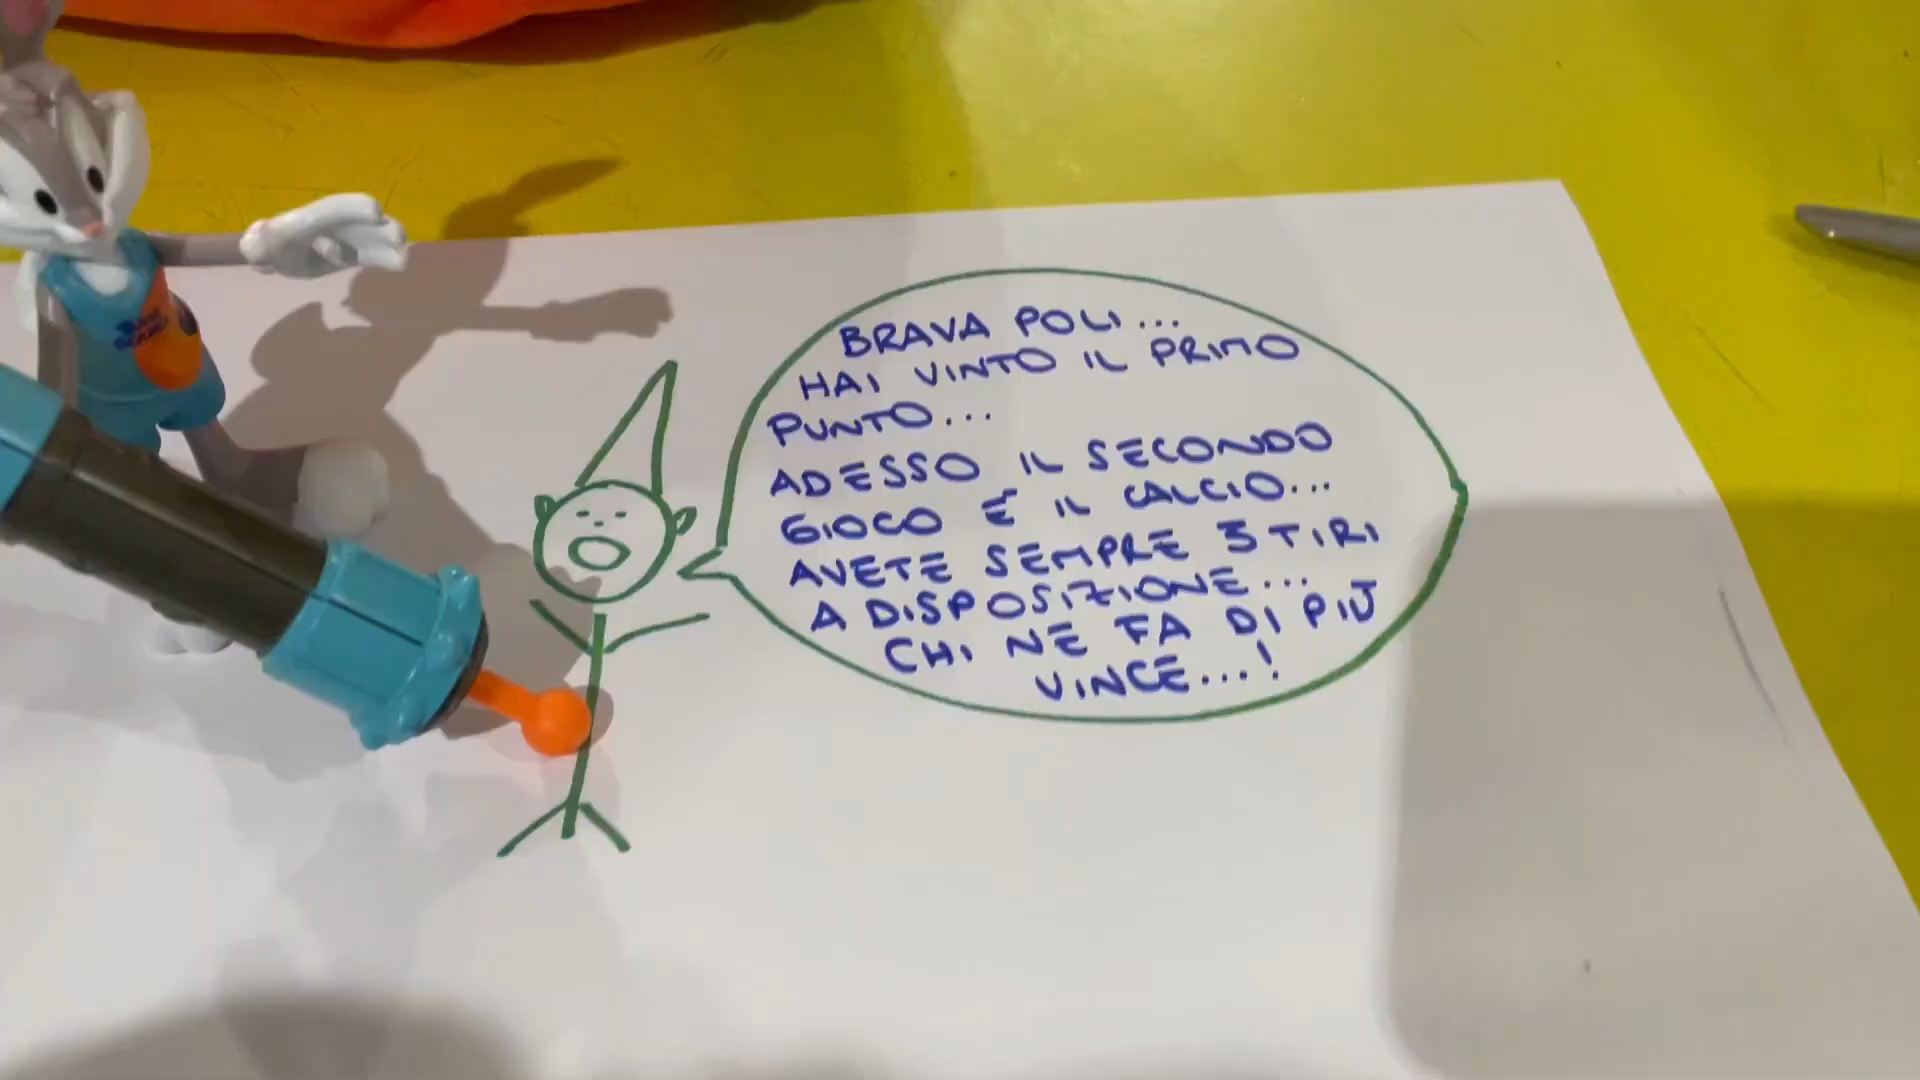 BRAVA POLI...
HAI VINTO IL PRIMO
PUNTO...
ADESSO IL SECONDO
GIOCO É IL CALCIO...
AVETE SEMPRE 3 TIRI
A DISPOSIZIONE...
CHI NE FA DI PIÙ
VINCE...!